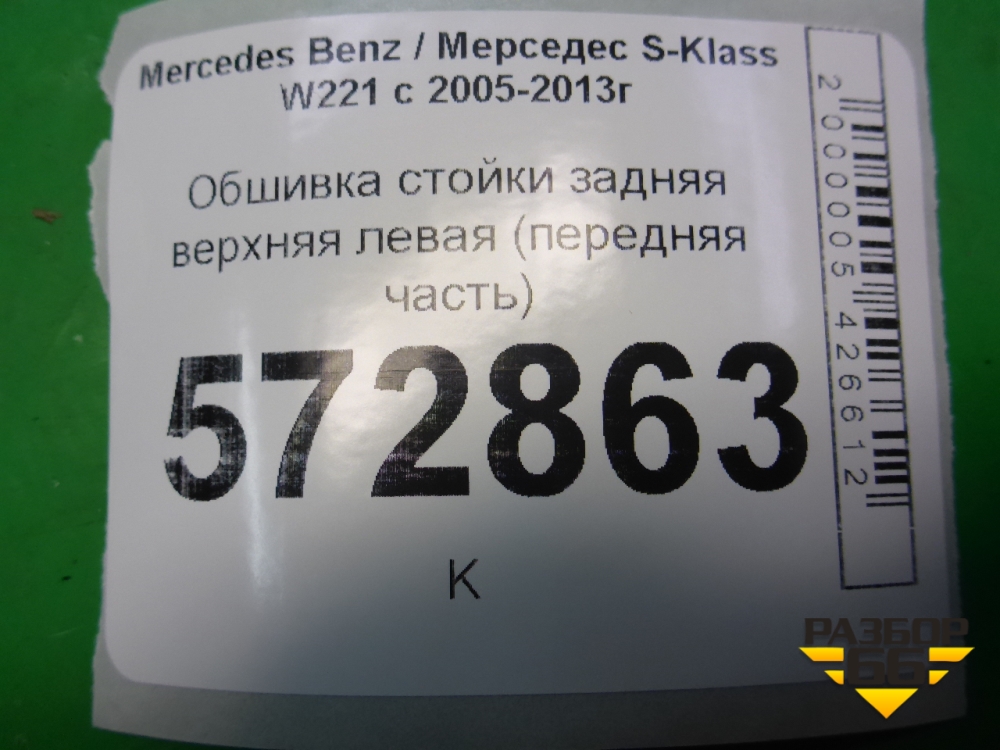 Mercedes Benz / Мерседес S-Klass
W221 с 2005-2013г
Обшивка стойки задняя
верхняя левая (передняя
часть)
572863
К
2000005426612
РАЗБОР
66